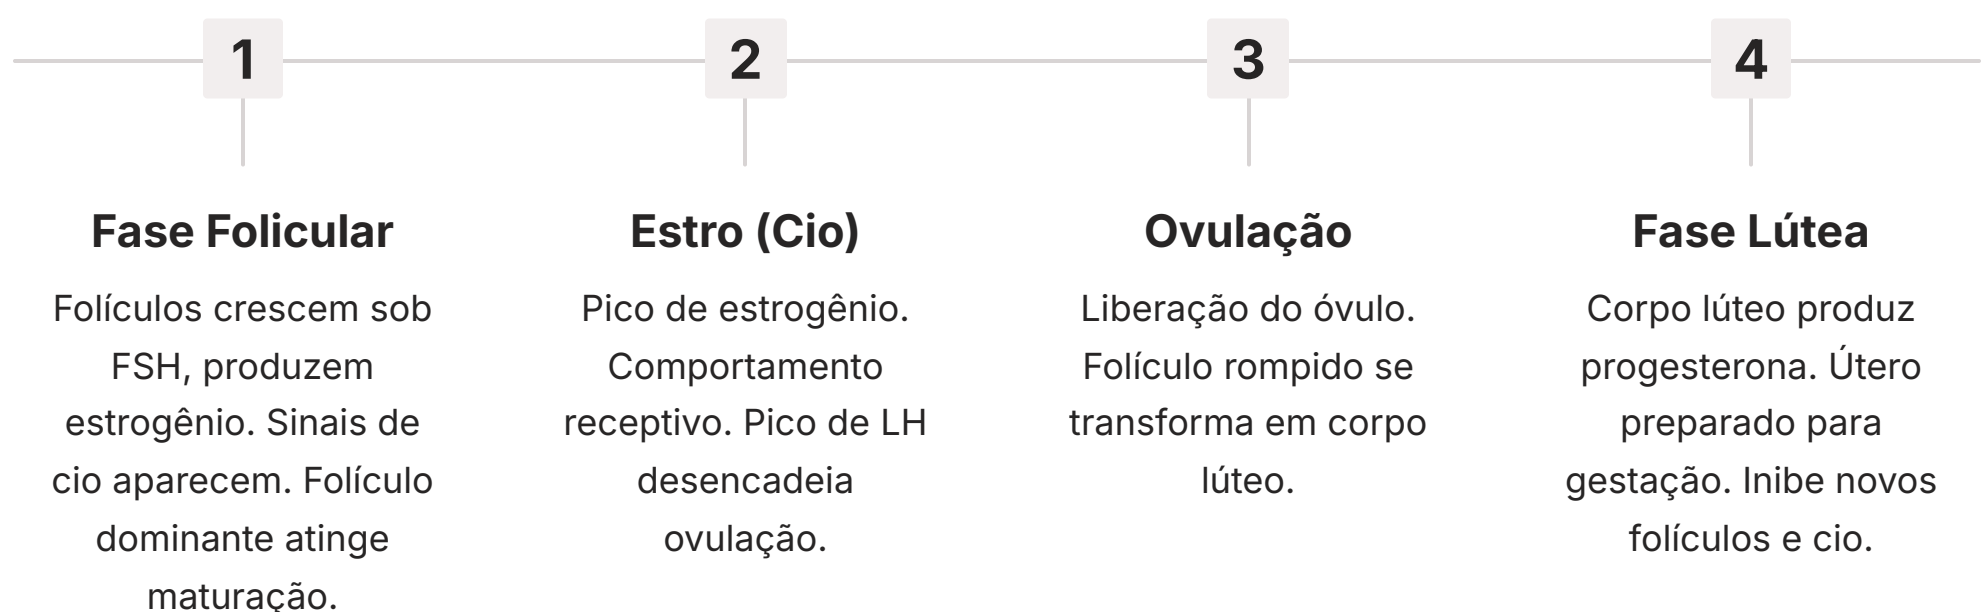 1
Fase Folicular
Folículos crescem sob
FSH, produzem
estrogênio. Sinais de
cio aparecem. Folículo
dominante atinge
maturação.
2
Estro (Cio)
Pico de estrogênio.
Comportamento
receptivo. Pico de LH
desencadeia
ovulação.
3
Ovulação
Liberação do óvulo.
Folículo rompido se
transforma em corpo
lúteo.
4
Fase Lútea
Corpo lúteo produz
progesterona. Útero
preparado para
gestação. Inibe novos
folículos e cio.